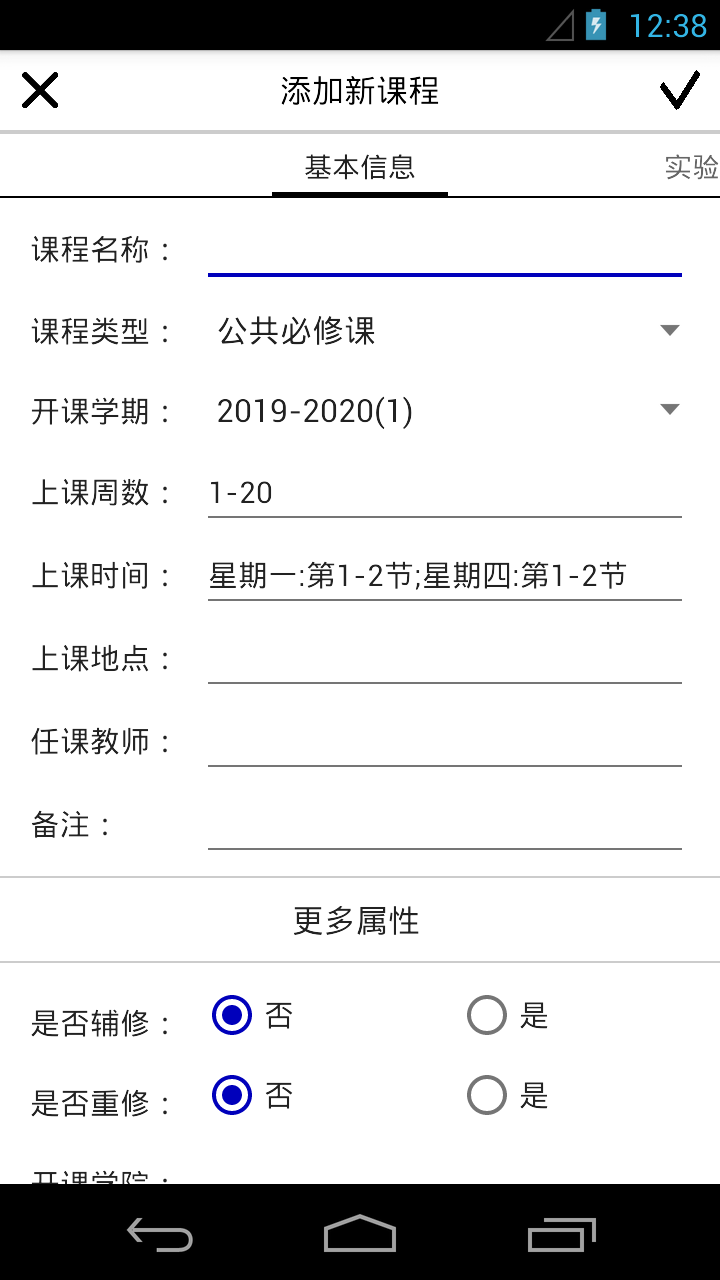 12:38
添加新课程
基本信息
实验
课程名称：
课程类型： 公共必修课
开课学期： 2019-2020(1)
上课周数： 1-20
上课时间： 星期一:第1-2节;星期四:第1-2节
上课地点：
任课教师：
备注：
更多属性
是否辅修： 否 是
是否重修： 否 是
开课学院：